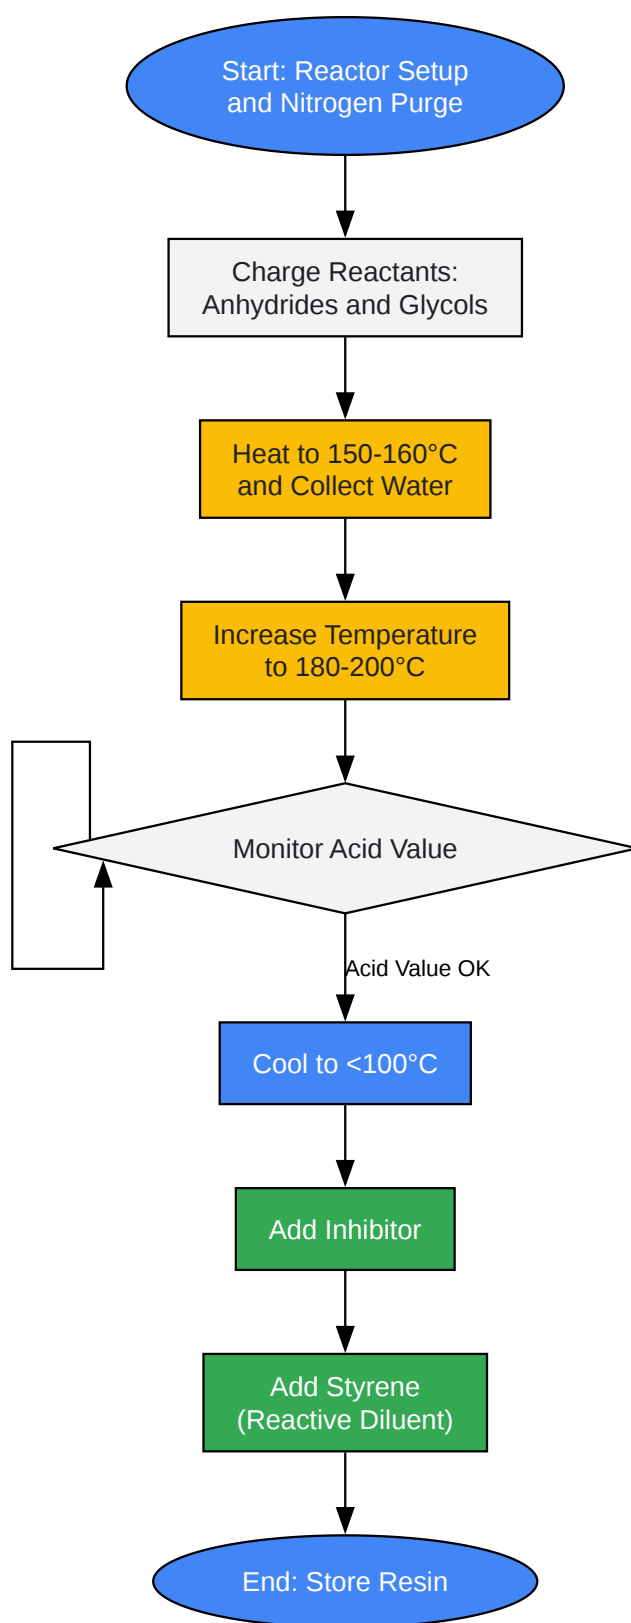 Start: Reactor Setup
and Nitrogen Purge
Charge Reactants:
Anhydrides and Glycols
Heat to 150-160°C
and Collect Water
Increase Temperature
to 180-200°C
Monitor Acid Value
Acid Value OK
Cool to <100°C
Add Inhibitor
Add Styrene
(Reactive Diluent)
End: Store Resin